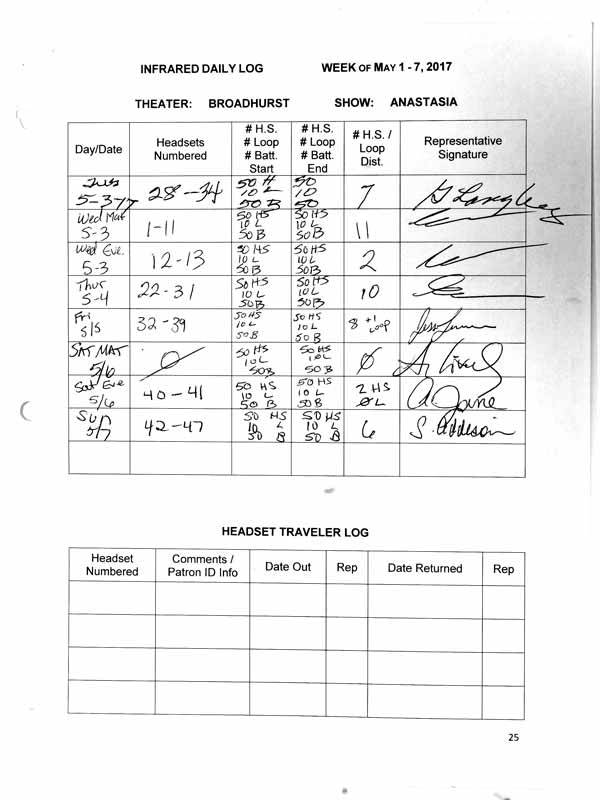 INFRARED DAILY LOG WEEK OF MAY 1 - 7, 2017
THEATER: BROADHURST SHOW: ANASTASIA
Day/Date Headsets Numbered # H.S. # Loop # Batt. Start # H.S. # Loop # Batt. End # H.S. / Loop Dist. Representative Signature
Tues 5-3-17 28-34 50 H 10 L 50 B 50 10 50 7
Wed Mat 5-3 1-11 50 HS 10 L 50 B 50 HS 10 L 50 B 11
Wed Eve. 5-3 12-13 50 HS 10 L 50 B 50 HS 10 L 50 B 2
Thur 5-4 22-31 50 HS 10 L 50 B 50 HS 10 L 50 B 10
Fri 5/5 32-39 50 HS 10 L 50 B 50 HS 10 L 50 B 8 +1 Loop
SAT MAT 5/6 Ø 50 HS 10 L 50 B 50 HS 10 L 50 B Ø
Sat Eve 5/6 40-41 50 HS 10 L 50 B 50 HS 10 L 50 B 2 HS ØL
Sun 5/7 42-47 50 HS 10 L 50 B 50 HS 10 L 50 B 6 S. Addison
HEADSET TRAVELER LOG
Headset Numbered Comments / Patron ID Info Date Out Rep Date Returned Rep
25